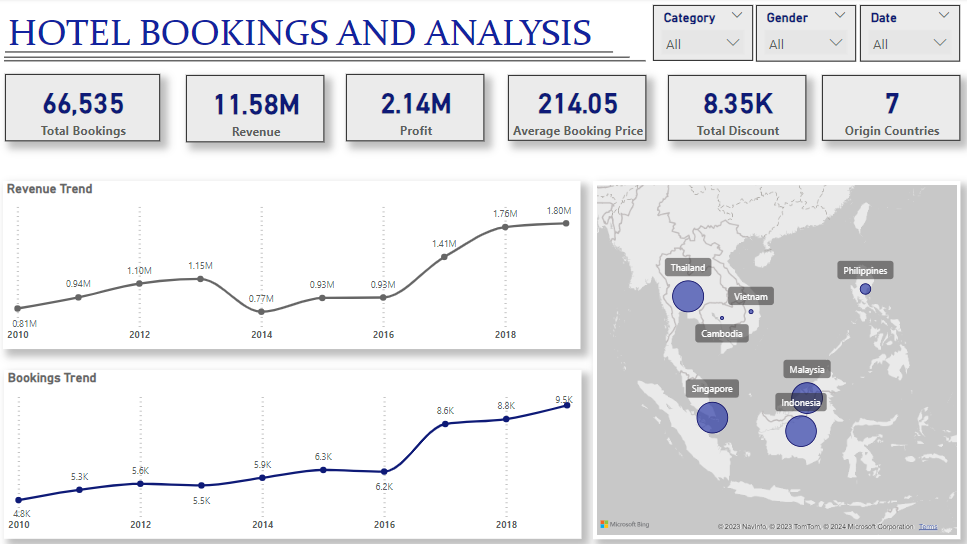 HOTEL BOOKINGS AND ANALYSIS
Category
All
Gender
All
Date
All
66,535
Total Bookings
11.58M
Revenue
2.14M
Profit
214.05
Average Booking Price
8.35K
Total Discount
7
Origin Countries
Revenue Trend
0.81M
0.94M
1.10M
1.15M
0.77M
0.93M
0.93M
1.41M
1.76M
1.80M
2010
2012
2014
2016
2018
Bookings Trend
4.8K
5.3K
5.6K
5.5K
5.9K
6.3K
6.2K
8.6K
8.8K
9.5K
2010
2012
2014
2016
2018
Thailand
Philippines
Vietnam
Cambodia
Malaysia
Singapore
Indonesia
Microsoft Bing
© 2023 NavInfo, © 2023 TomTom, © 2024 Microsoft Corporation Terms